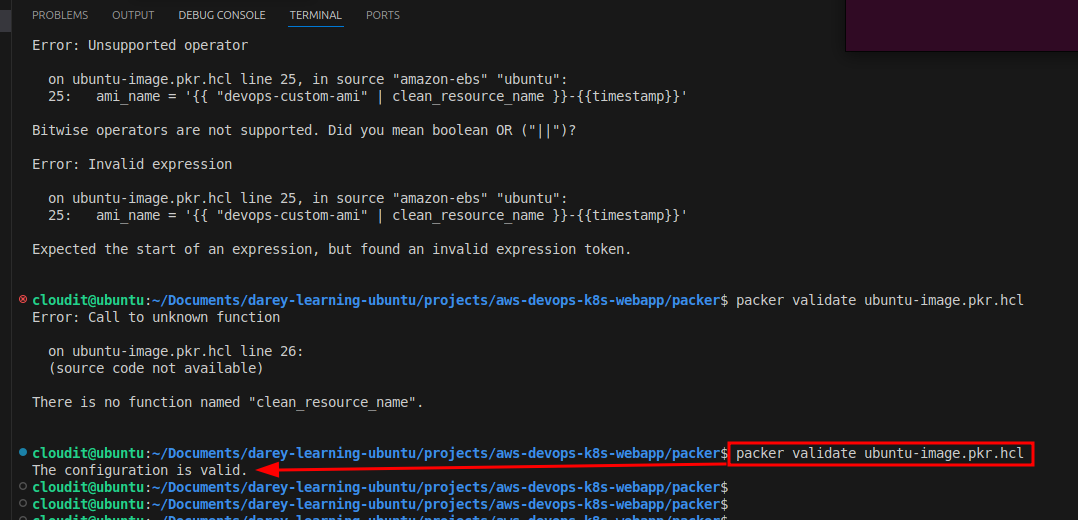 PROBLEMS OUTPUT DEBUG CONSOLE TERMINAL PORTS
Error: Unsupported operator
on ubuntu-image.pkr.hcl line 25, in source "amazon-ebs" "ubuntu":
25: ami_name = '{{ "devops-custom-ami" | clean_resource_name }}-{{timestamp}}'
Bitwise operators are not supported. Did you mean boolean OR ("||")?
Error: Invalid expression
on ubuntu-image.pkr.hcl line 25, in source "amazon-ebs" "ubuntu":
25: ami_name = '{{ "devops-custom-ami" | clean_resource_name }}-{{timestamp}}'
Expected the start of an expression, but found an invalid expression token.
cloudit@ubuntu:~/Documents/darey-learning-ubuntu/projects/aws-devops-k8s-webapp/packer$ packer validate ubuntu-image.pkr.hcl
Error: Call to unknown function
on ubuntu-image.pkr.hcl line 26:
(source code not available)
There is no function named "clean_resource_name".
cloudit@ubuntu:~/Documents/darey-learning-ubuntu/projects/aws-devops-k8s-webapp/packer$ packer validate ubuntu-image.pkr.hcl
The configuration is valid.
cloudit@ubuntu:~/Documents/darey-learning-ubuntu/projects/aws-devops-k8s-webapp/packer$
cloudit@ubuntu:~/Documents/darey-learning-ubuntu/projects/aws-devops-k8s-webapp/packer$
cloudit@ubuntu:~/Documents/darey-learning-ubuntu/projects/aws-devops-k8s-webapp/packer$